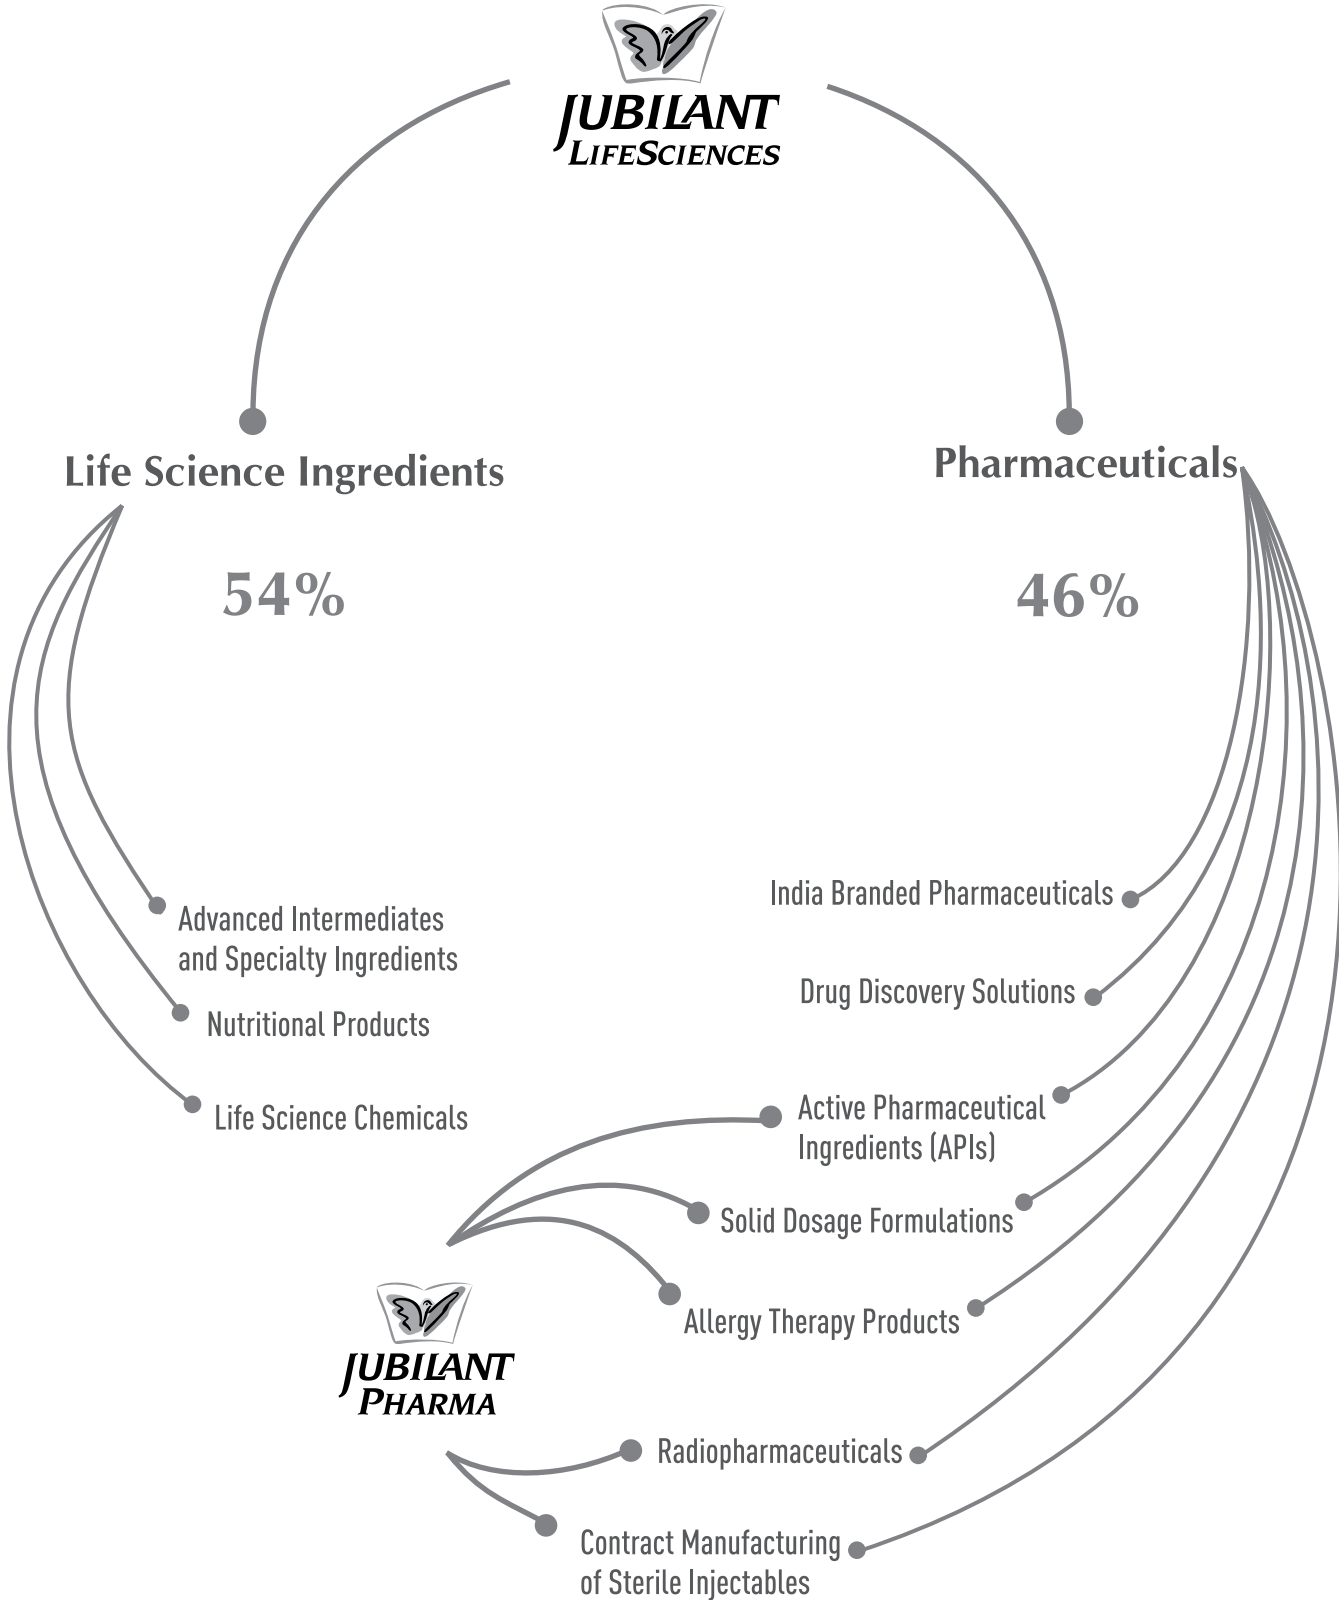 JUBILANT
LIFESCIENCES
Life Science Ingredients
54%
Advanced Intermediates
and Specialty Ingredients
Nutritional Products
Life Science Chemicals
Pharmaceuticals
46%
India Branded Pharmaceuticals
Drug Discovery Solutions
Active Pharmaceutical
Ingredients (APIs)
Solid Dosage Formulations
Allergy Therapy Products
JUBILANT
PHARMA
Radiopharmaceuticals
Contract Manufacturing
of Sterile Injectables